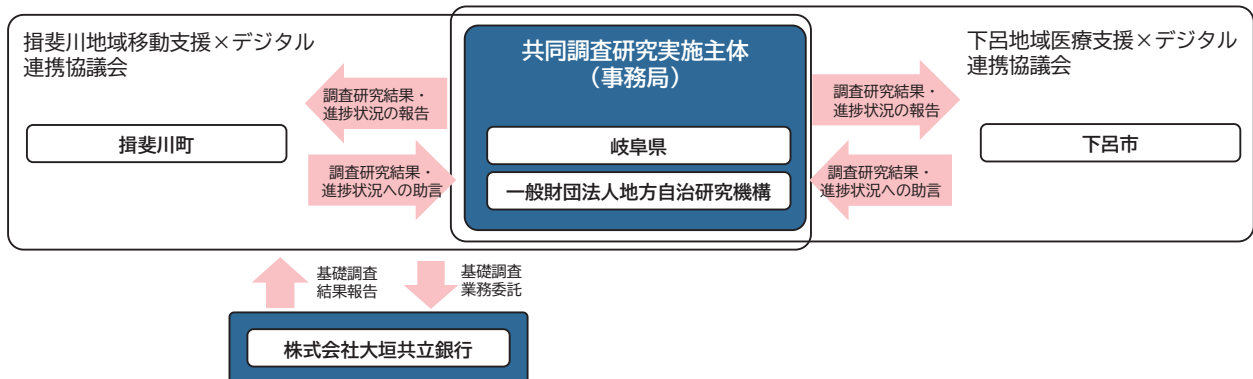 揖斐川地域移動支援×デジタル
連携協議会
揖斐川町
調査研究結果・
進捗状況の報告
調査研究結果・
進捗状況への助言
共同調査研究実施主体
（事務局）
岐阜県
一般財団法人地方自治研究機構
調査研究結果・
進捗状況の報告
調査研究結果・
進捗状況への助言
下呂地域医療支援×デジタル
連携協議会
下呂市
基礎調査
結果報告
基礎調査
業務委託
株式会社大垣共立銀行